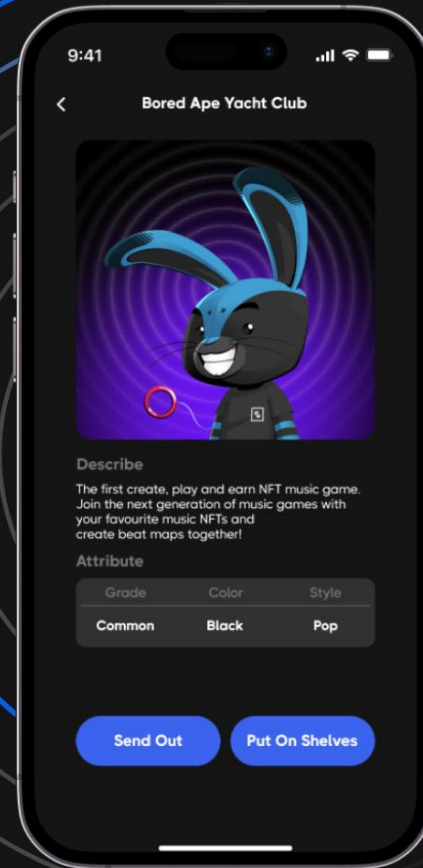 9:41
Bored Ape Yacht Club
Describe
The first create, play and earn NFT music game.
Join the next generation of music games with
your favourite music NFTs and
create beat maps together!
Attribute
Grade Color Style
Common Black Pop
Send Out Put On Shelves